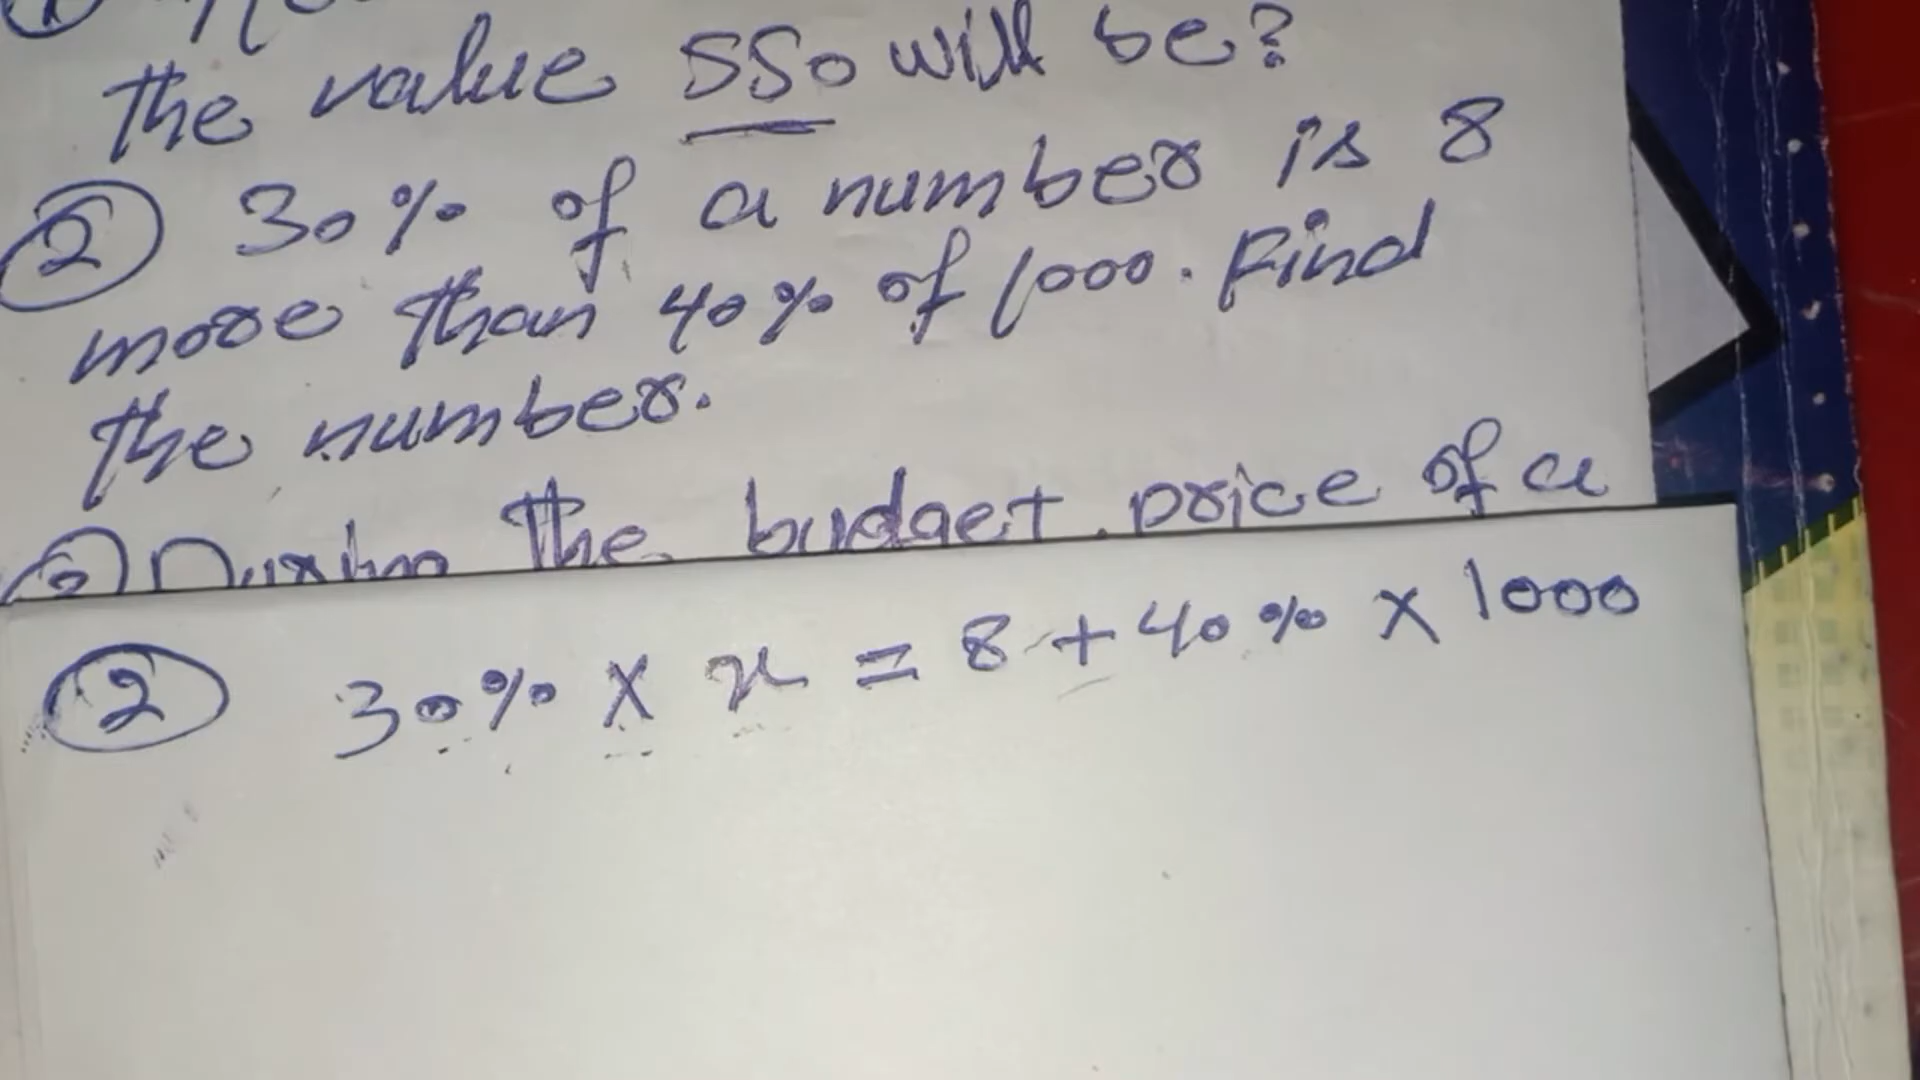 the value 550 will be?
② 30% of a number is 8
more than 40% of 1000. Find
the number.
the budget price of a
② 30% × x = 8 + 40% × 1000